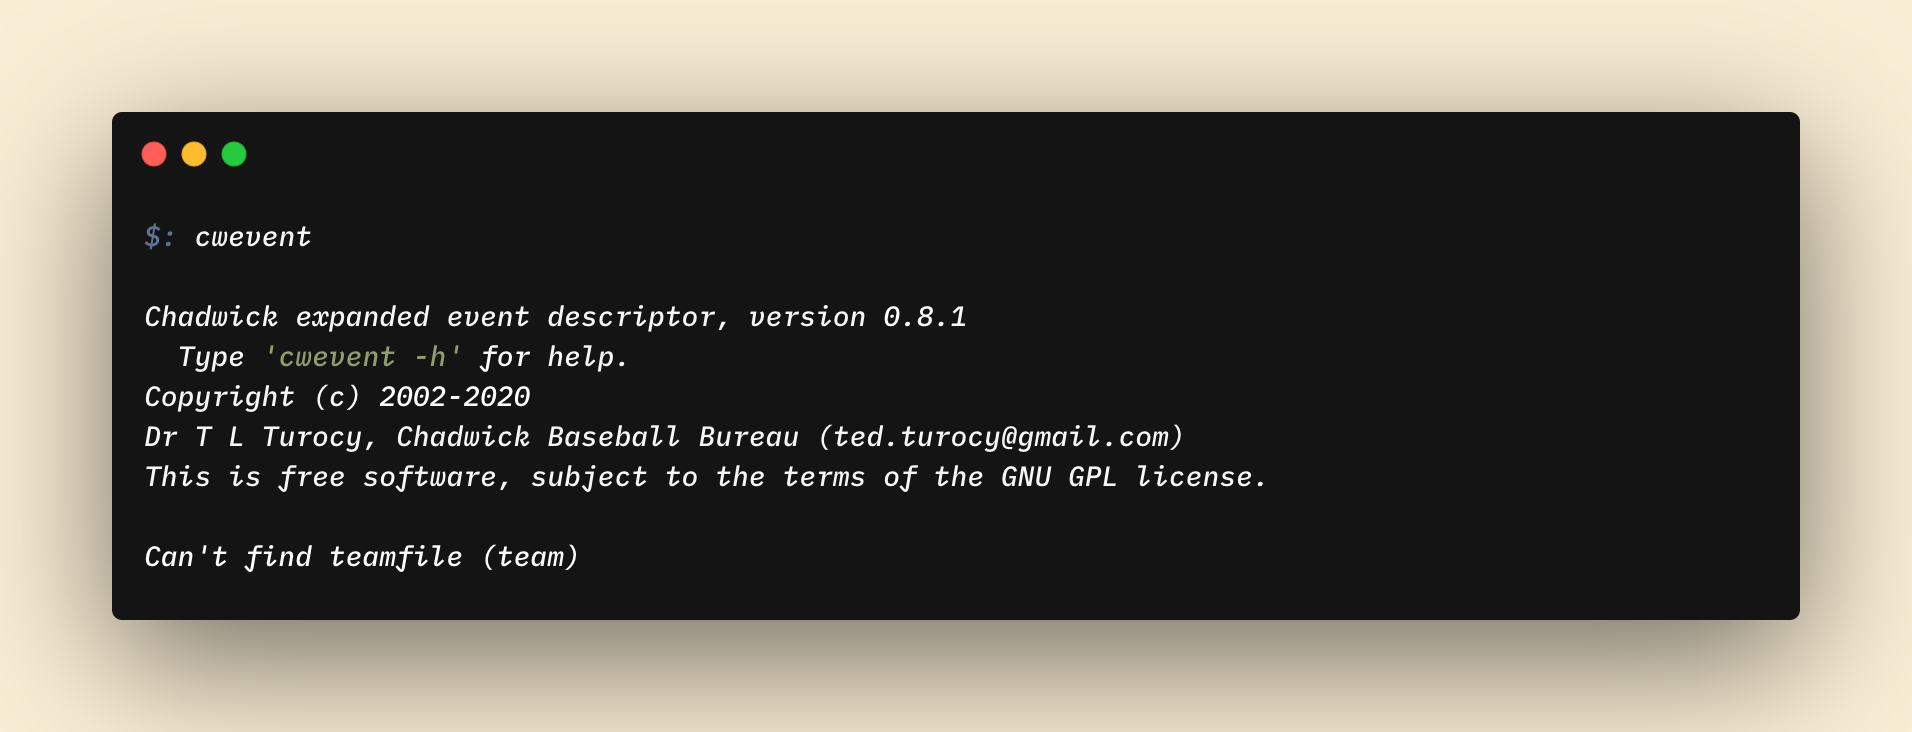 $: cwevent
Chadwick expanded event descriptor, version 0.8.1
Type 'cwevent -h' for help.
Copyright (c) 2002-2020
Dr T L Turocy, Chadwick Baseball Bureau (ted.turocy@gmail.com)
This is free software, subject to the terms of the GNU GPL license.
Can't find teamfile (team)